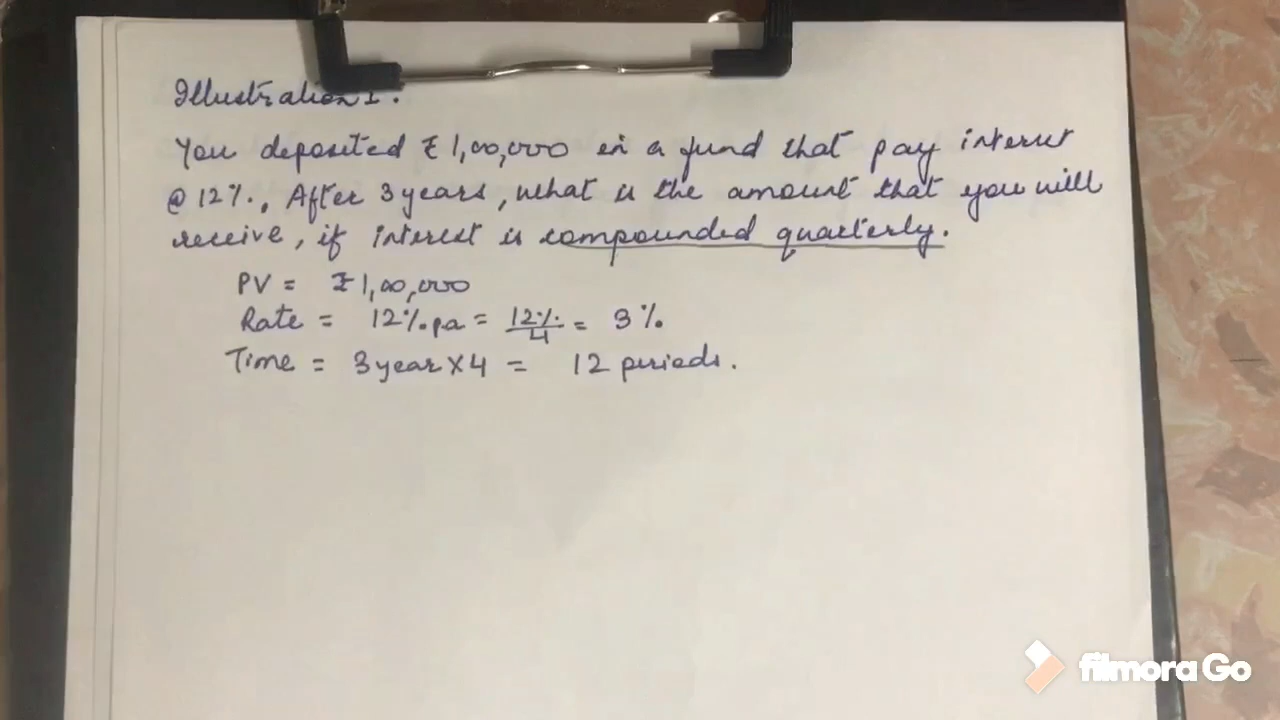 Illustration 1.
You deposited ₹ 1,00,000 in a fund that pay interest
@ 12%. After 3 years, what is the amount that you will
receive, if interest is compounded quarterly.
PV = ₹ 1,00,000
Rate = 12% pa = 12%/4 = 3%
Time = 3 year X 4 = 12 periods.
filmora Go